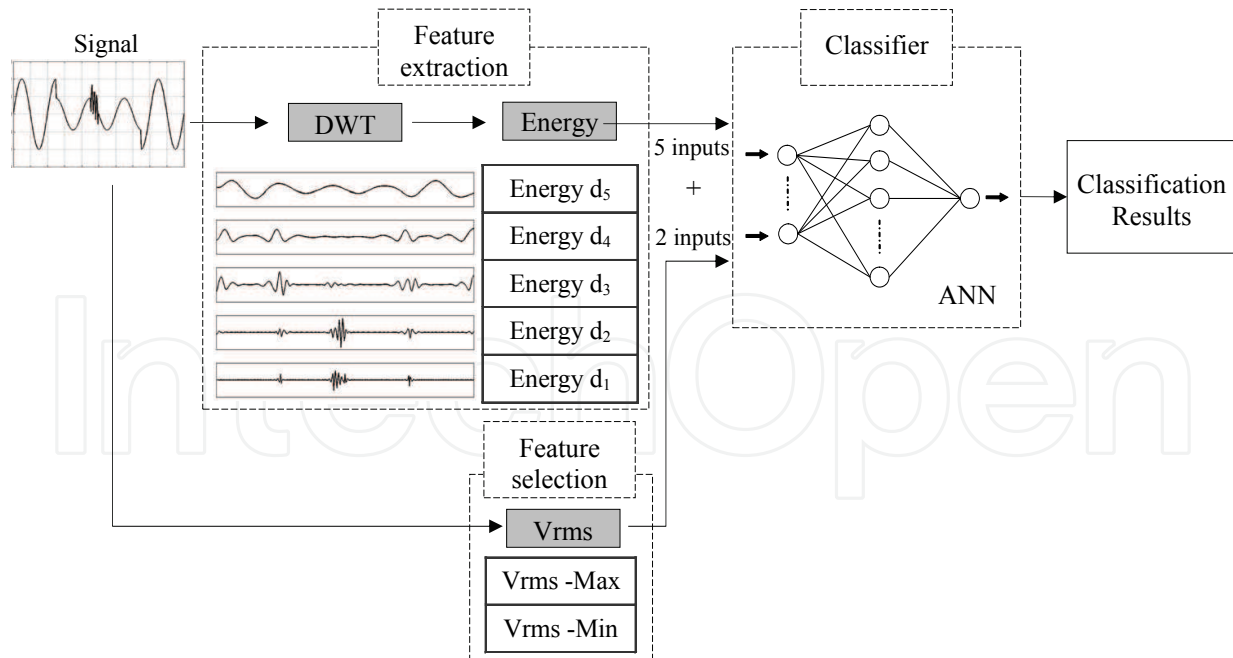 Signal
Feature
extraction
Classifier
DWT
Energy
5 inputs
+
2 inputs
Energy d5
Energy d4
Energy d3
Energy d2
Energy d1
ANN
Classification
Results
IntechOpen
Feature
selection
Vrms
Vrms -Max
Vrms -Min